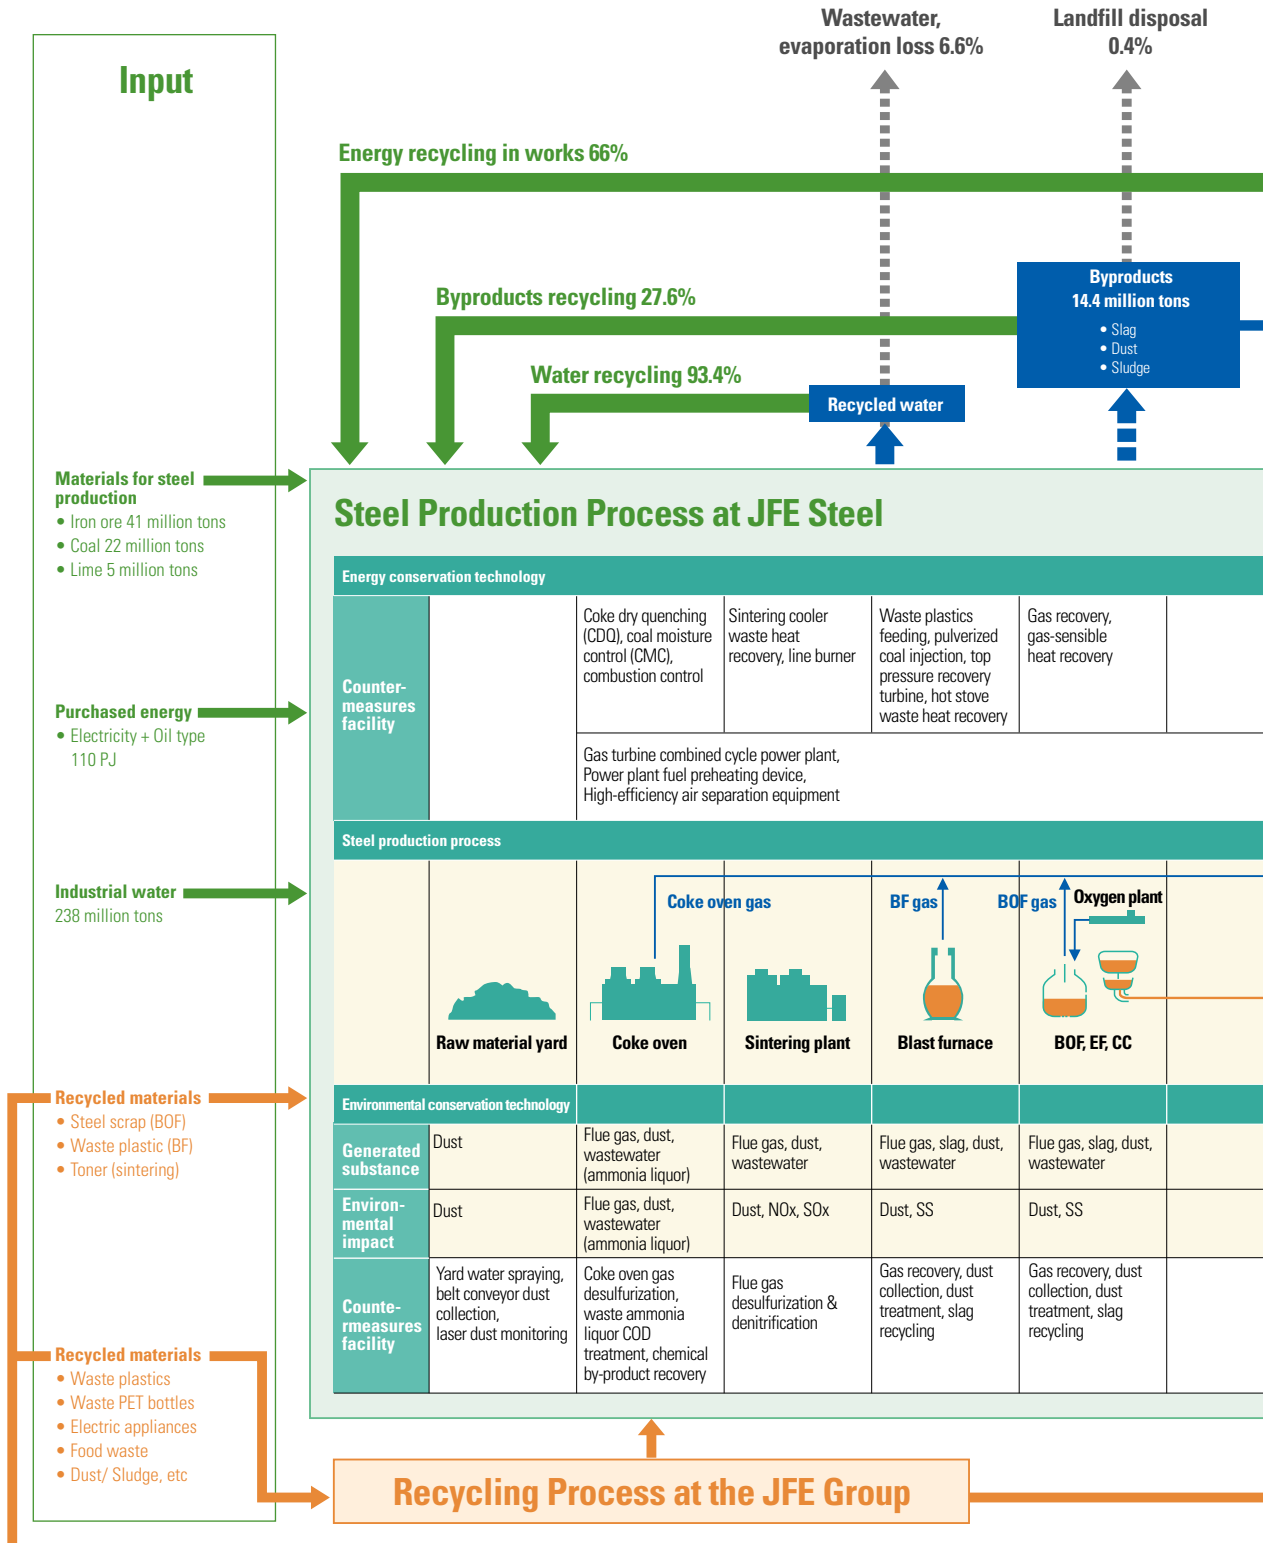 Wastewater,
evaporation loss 6.6%
Landfill disposal
0.4%
Input
Energy recycling in works 66%
Byproducts
14.4 million tons
• Slag
• Dust
• Sludge
Byproducts recycling 27.6%
Water recycling 93.4%
Recycled water
Materials for steel
production
• Iron ore 41 million tons
• Coal 22 million tons
• Lime 5 million tons
Purchased energy
• Electricity + Oil type
110 PJ
Industrial water
238 million tons
Recycled materials
• Steel scrap (BOF)
• Waste plastic (BF)
• Toner (sintering)
Recycled materials
• Waste plastics
• Waste PET bottles
• Electric appliances
• Food waste
• Dust/ Sludge, etc
Steel Production Process at JFE Steel
Energy conservation technology
Counter-
measures
facility
Coke dry quenching
(CDQ), coal moisture
control (CMC),
combustion control
Sintering cooler
waste heat
recovery, line burner
Waste plastics
feeding, pulverized
coal injection, top
pressure recovery
turbine, hot stove
waste heat recovery
Gas recovery,
gas-sensible
heat recovery
Gas turbine combined cycle power plant,
Power plant fuel preheating device,
High-efficiency air separation equipment
Steel production process
Coke oven gas
BF gas
BOF gas
Oxygen plant
Raw material yard
Coke oven
Sintering plant
Blast furnace
BOF, EF, CC
Environmental conservation technology
Generated
substance
Dust
Flue gas, dust,
wastewater
(ammonia liquor)
Flue gas, dust,
wastewater
Flue gas, slag, dust,
wastewater
Flue gas, slag, dust,
wastewater
Environ-
mental
impact
Dust
Flue gas, dust,
wastewater
(ammonia liquor)
Dust, NOx, SOx
Dust, SS
Dust, SS
Counte-
rmeasures
facility
Yard water spraying,
belt conveyor dust
collection,
laser dust monitoring
Coke oven gas
desulfurization,
waste ammonia
liquor COD
treatment, chemical
by-product recovery
Flue gas
desulfurization &
denitrification
Gas recovery, dust
collection, dust
treatment, slag
recycling
Gas recovery, dust
collection, dust
treatment, slag
recycling
Recycling Process at the JFE Group